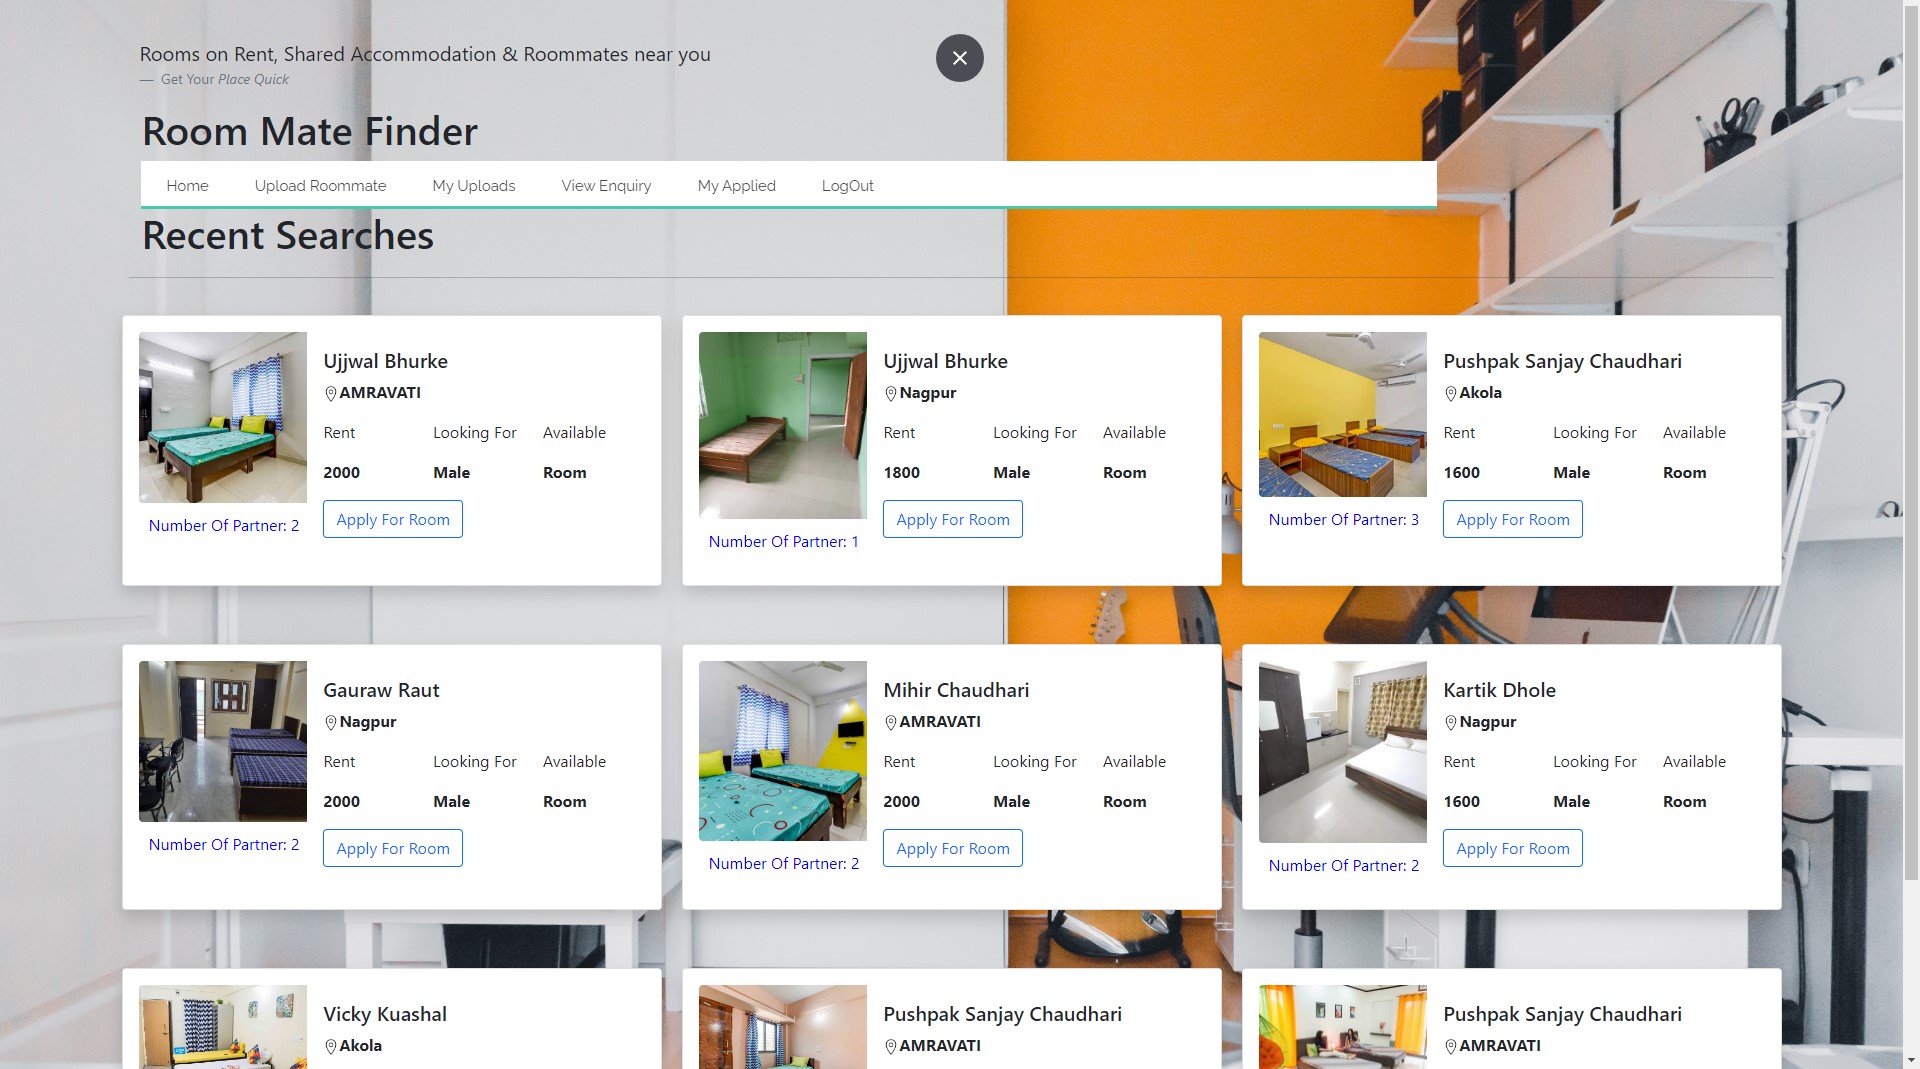 Rooms on Rent, Shared Accommodation & Roommates near you
— Get Your Place Quick
Room Mate Finder
Home Upload Roommate My Uploads View Enquiry My Applied LogOut
Recent Searches
Ujjwal Bhurke
AMRAVATI
Rent Looking For Available
2000 Male Room
Apply For Room
Number Of Partner: 2
Ujjwal Bhurke
Nagpur
Rent Looking For Available
1800 Male Room
Apply For Room
Number Of Partner: 1
Pushpak Sanjay Chaudhari
Akola
Rent Looking For Available
1600 Male Room
Apply For Room
Number Of Partner: 3
Gauraw Raut
Nagpur
Rent Looking For Available
2000 Male Room
Apply For Room
Number Of Partner: 2
Mihir Chaudhari
AMRAVATI
Rent Looking For Available
2000 Male Room
Apply For Room
Number Of Partner: 2
Kartik Dhole
Nagpur
Rent Looking For Available
1600 Male Room
Apply For Room
Number Of Partner: 2
Vicky Kuashal
Akola
Pushpak Sanjay Chaudhari
AMRAVATI
Pushpak Sanjay Chaudhari
AMRAVATI